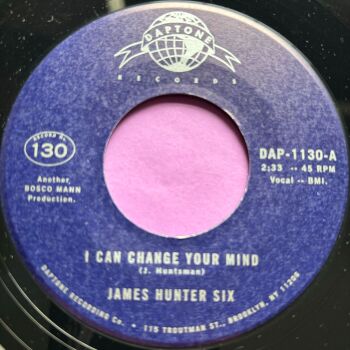 DAPTONE
RECORDS
RECORD No.
130
Another,
BOSCO MANN
Production.
DAP-1130-A
2:33 -- 45 RPM
Vocal -- BMI.
I CAN CHANGE YOUR MIND
(J. Huntsman)
JAMES HUNTER SIX
DAPTONE RECORDING Co. • 115 TROUTMAN ST., BROOKLYN, NY 11206